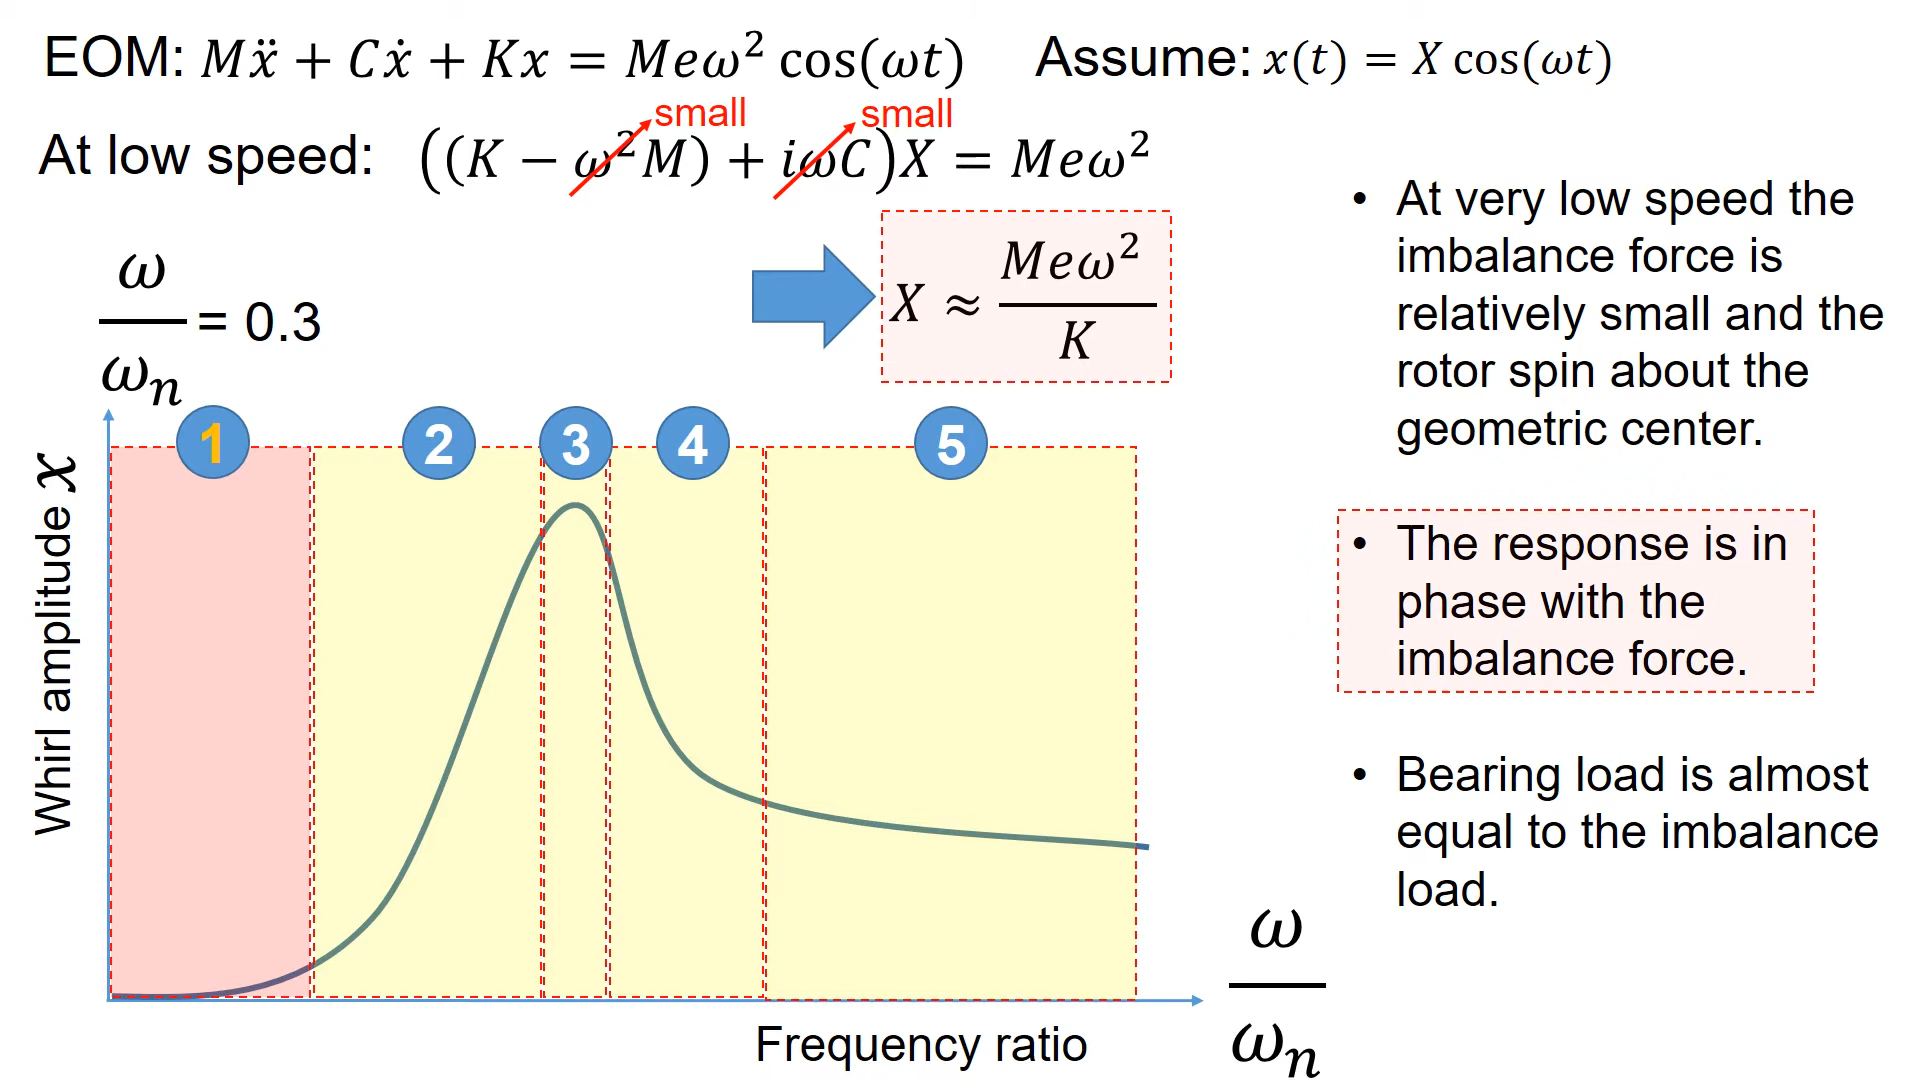 EOM: Mẍ + Cẋ + Kx = Meω² cos(ωt)
Assume: x(t) = X cos(ωt)
small
small
At low speed: ((K − ω²M) + iωC)X = Meω²
X ≈ Meω²/K
ω/ωₙ = 0.3
1
2
3
4
5
Whirl amplitude x
Frequency ratio
ω/ωₙ
• At very low speed the
imbalance force is
relatively small and the
rotor spin about the
geometric center.
• The response is in
phase with the
imbalance force.
• Bearing load is almost
equal to the imbalance
load.